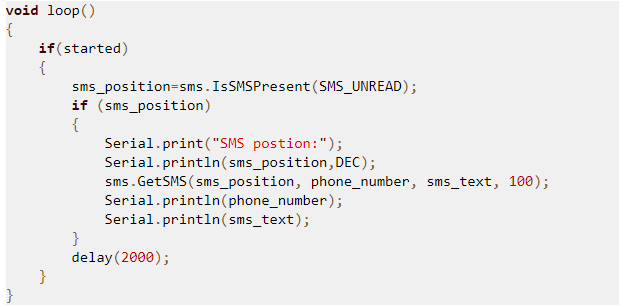 void loop()
{
    if(started)
    {
        sms_position=sms.IsSMSPresent(SMS_UNREAD);
        if (sms_position)
        {
            Serial.print("SMS postion:");
            Serial.println(sms_position,DEC);
            sms.GetSMS(sms_position, phone_number, sms_text, 100);
            Serial.println(phone_number);
            Serial.println(sms_text);
        }
        delay(2000);
    }
}